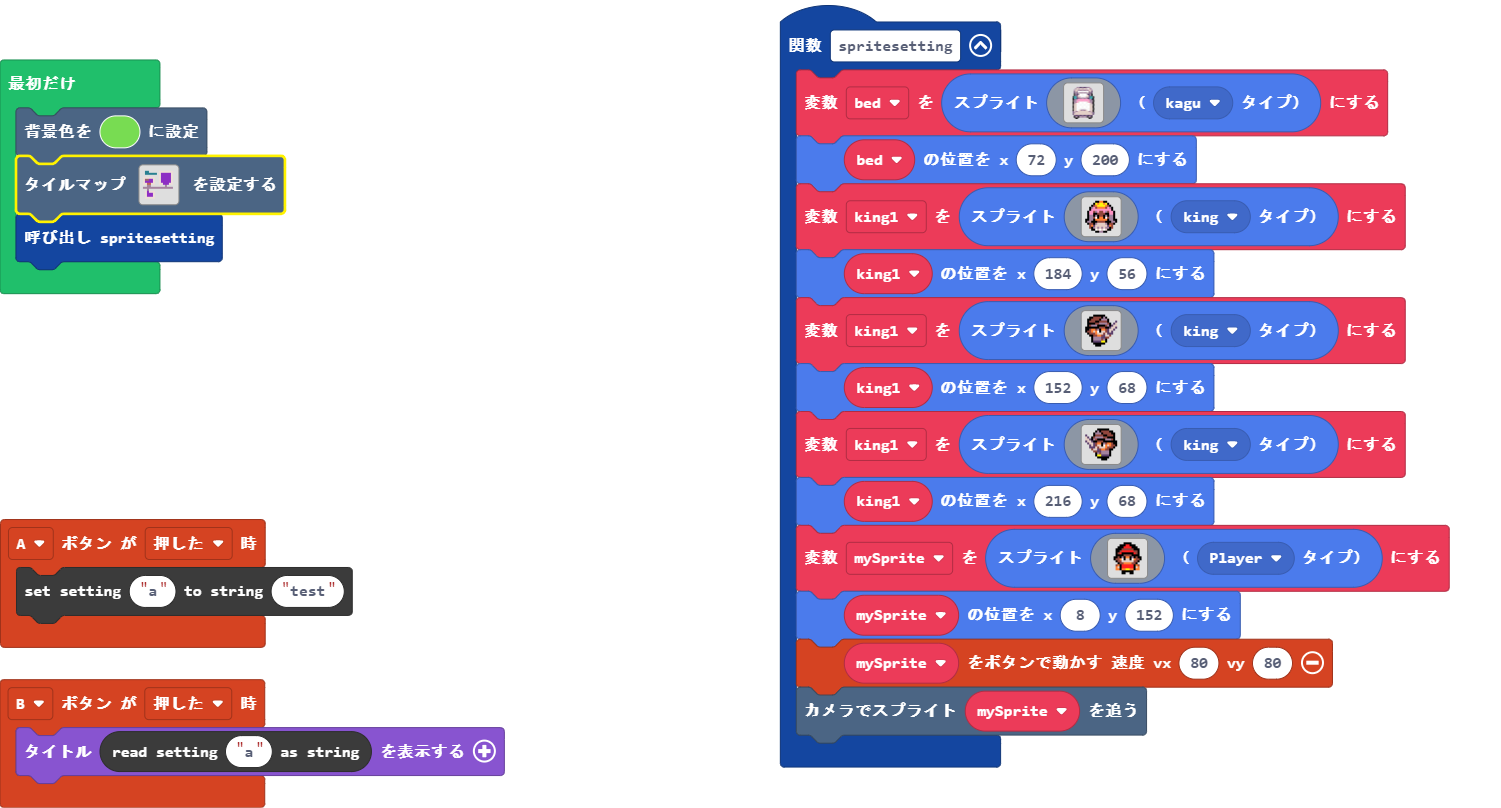 最初だけ
背景色を に設定
タイルマップ を設定する
呼び出し spritesetting
A ボタン が 押した 時
set setting "a" to string "test"
B ボタン が 押した 時
タイトル read setting "a" as string を表示する
関数 spritesetting
変数 bed を スプライト ( kagu タイプ) にする
bed の位置を x 72 y 200 にする
変数 king1 を スプライト ( king タイプ) にする
king1 の位置を x 184 y 56 にする
変数 king1 を スプライト ( king タイプ) にする
king1 の位置を x 152 y 68 にする
変数 king1 を スプライト ( king タイプ) にする
king1 の位置を x 216 y 68 にする
変数 mySprite を スプライト ( Player タイプ) にする
mySprite の位置を x 8 y 152 にする
mySprite をボタンで動かす 速度 vx 80 vy 80
カメラでスプライト mySprite を追う